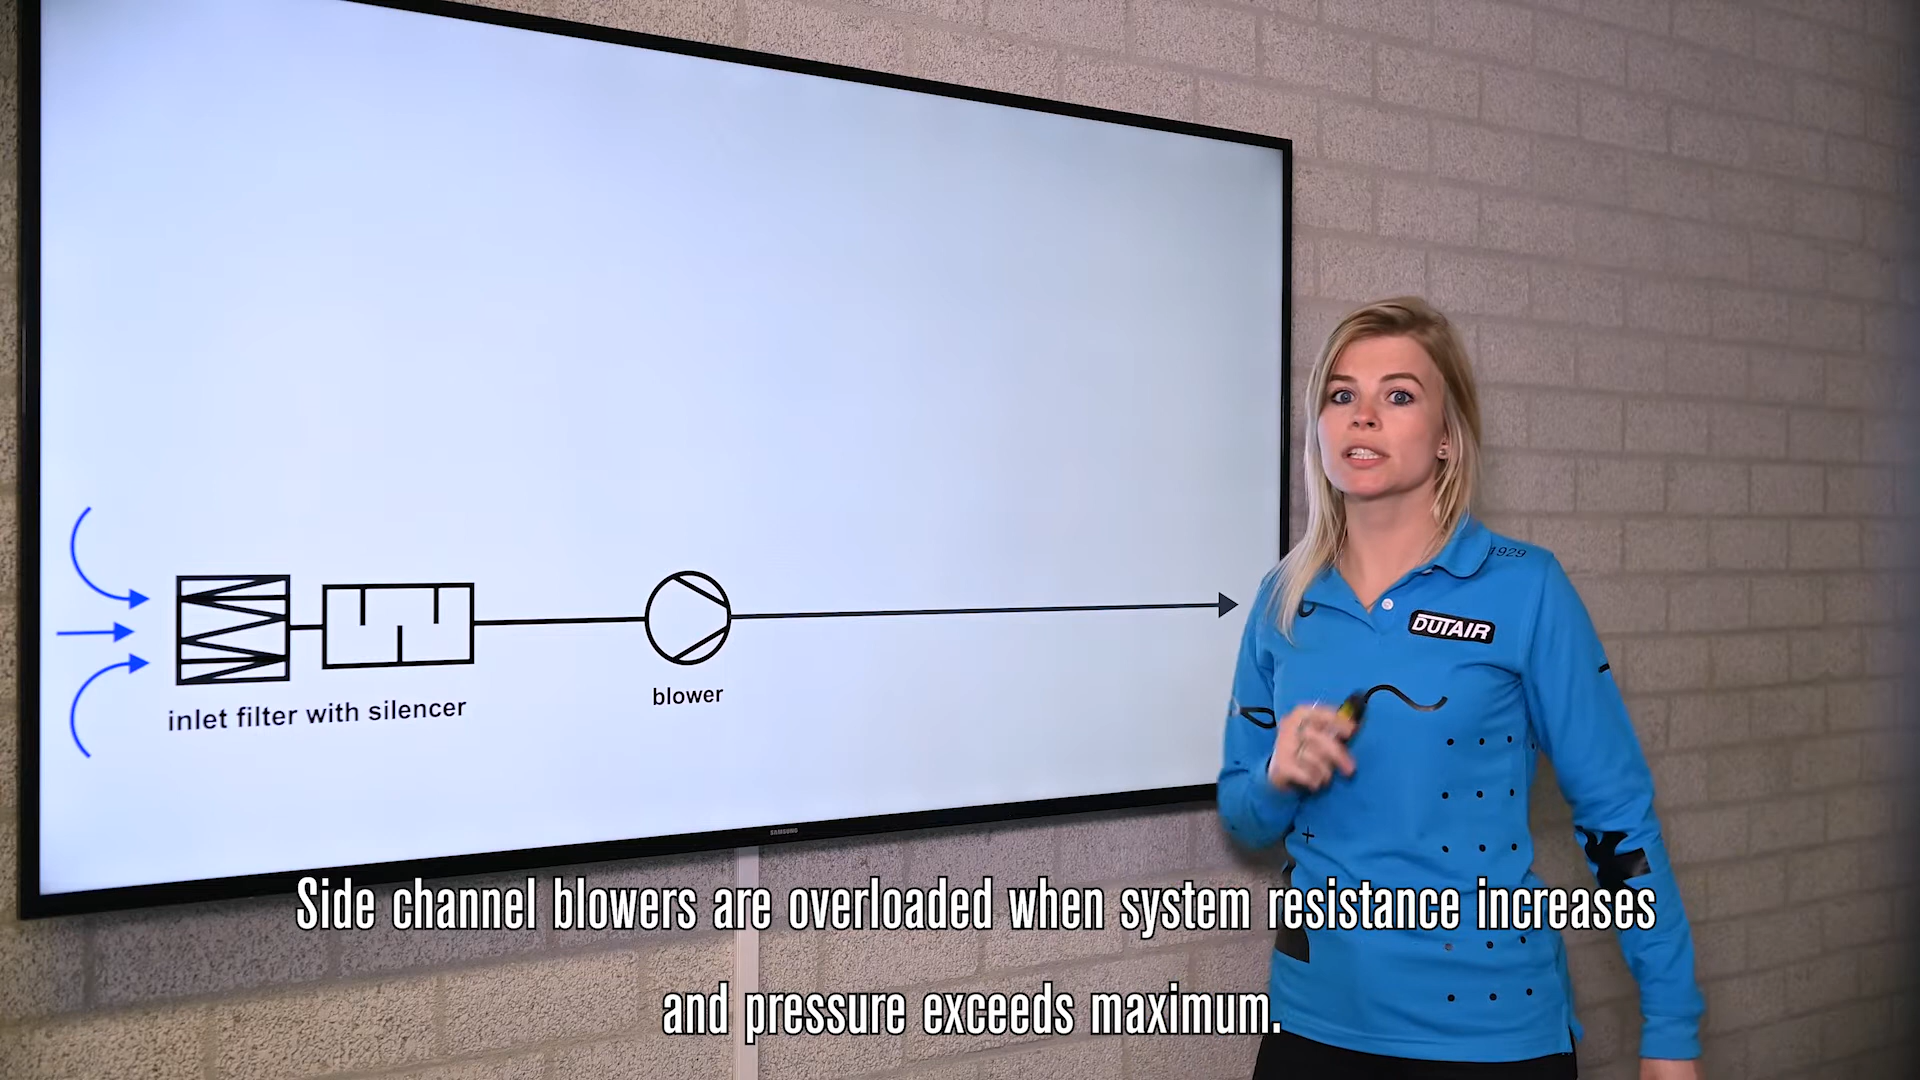 1929
DUTAIR
inlet filter with silencer
blower
SAMSUNG
Side channel blowers are overloaded when system resistance increases
and pressure exceeds maximum.